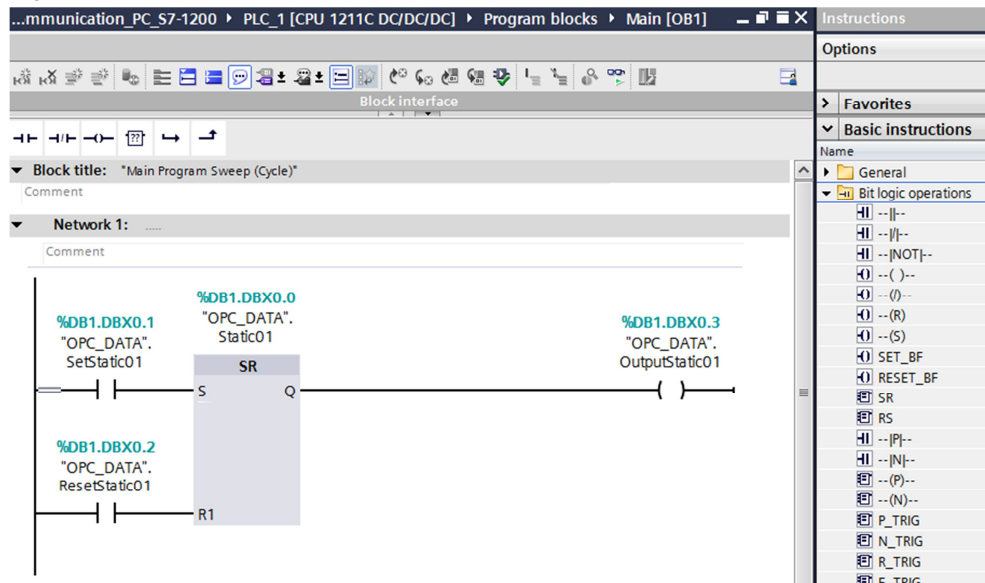 ...mmunication_PC_S7-1200 ▸ PLC_1 [CPU 1211C DC/DC/DC] ▸ Program blocks ▸ Main [OB1]
Instructions
Options
Block interface
Favorites
Basic instructions
Name
General
Bit logic operations
--||--
--|/|--
--|NOT|--
--( )--
--(/)--
--(R)
--(S)
SET_BF
RESET_BF
SR
RS
--|P|--
--|N|--
--(P)--
--(N)--
P_TRIG
N_TRIG
R_TRIG
F_TRIG
??
Block title: "Main Program Sweep (Cycle)"
Comment
Network 1: .....
Comment
%DB1.DBX0.1
"OPC_DATA".
SetStatic01
%DB1.DBX0.0
"OPC_DATA".
Static01
SR
S Q
%DB1.DBX0.3
"OPC_DATA".
OutputStatic01
%DB1.DBX0.2
"OPC_DATA".
ResetStatic01
R1